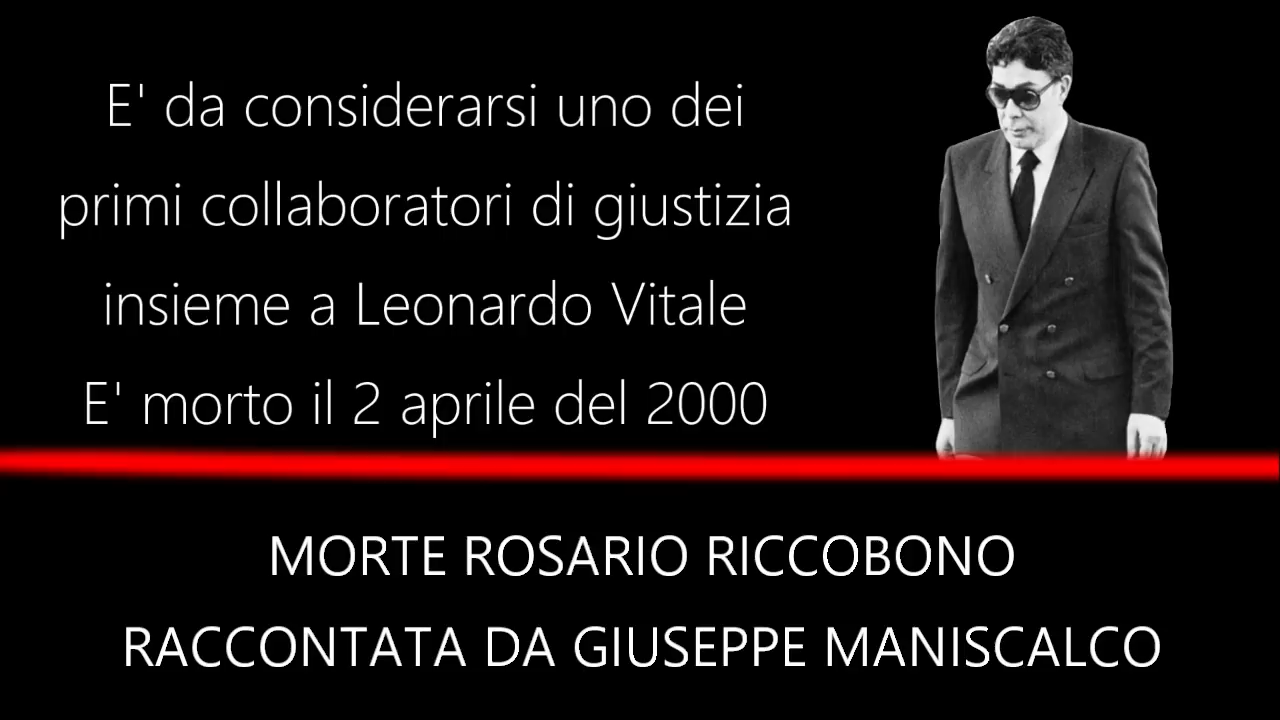 E' da considerarsi uno dei
primi collaboratori di giustizia
insieme a Leonardo Vitale
E' morto il 2 aprile del 2000
MORTE ROSARIO RICCOBONO
RACCONTATA DA GIUSEPPE MANISCALCO